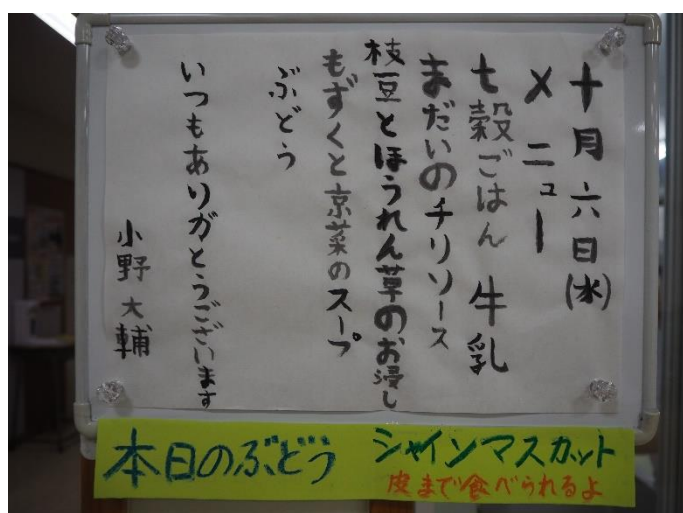 十月六日(水)
メニュー
七穀ごはん 牛乳
まだいのチリソース
枝豆とほうれん草のお浸し
もずくと京菜のスープ
ぶどう
いつもありがとうございます
小野大輔
本日のぶどう シャインマスカット
皮まで食べられるよ